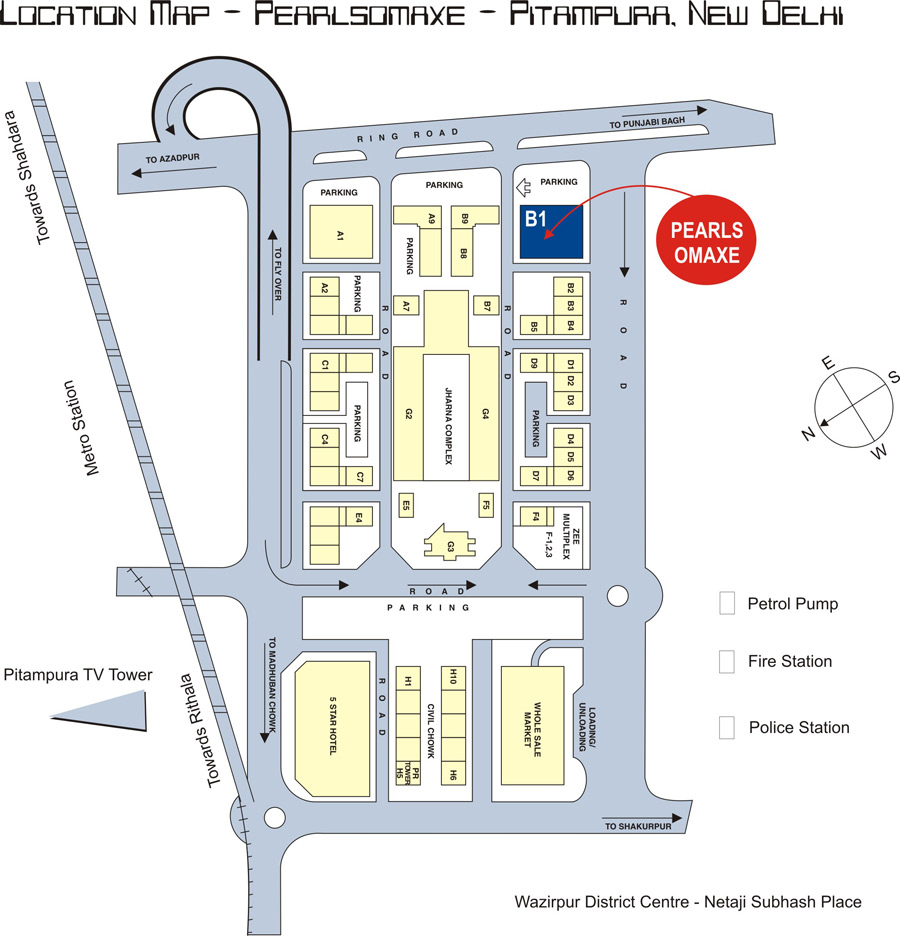 LOCATION MAP - PEARLSOMAXE - PITAMPURA, NEW DELHI
Towards Shahdara
Metro Station
Towards Rithala
TO AZADPUR
RING ROAD
TO PUNJABI BAGH
TO FLY OVER
PARKING
PARKING
PARKING
A1
A9
B9
B8
PARKING
B1
PEARLS
OMAXE
A2
PARKING
A7
B7
B2
B3
B4
B5
ROAD
ROAD
ROAD
C1
PARKING
C4
C7
G2
JHARNA COMPLEX
G4
D9
D1
D2
D3
PARKING
D4
D5
D6
D7
E4
E5
F5
G3
F4
ZEE
MULTIPLEX
F-1,2,3
E
S
N
W
ROAD
PARKING
TO MADHUBAN CHOWK
5 STAR HOTEL
ROAD
H1
H10
CIVIL CHOWK
PR
TOWER
H5
H6
WHOLE SALE
MARKET
LOADING/
UNLOADING
TO SHAKURPUR
Pitampura TV Tower
Petrol Pump
Fire Station
Police Station
Wazirpur District Centre - Netaji Subhash Place